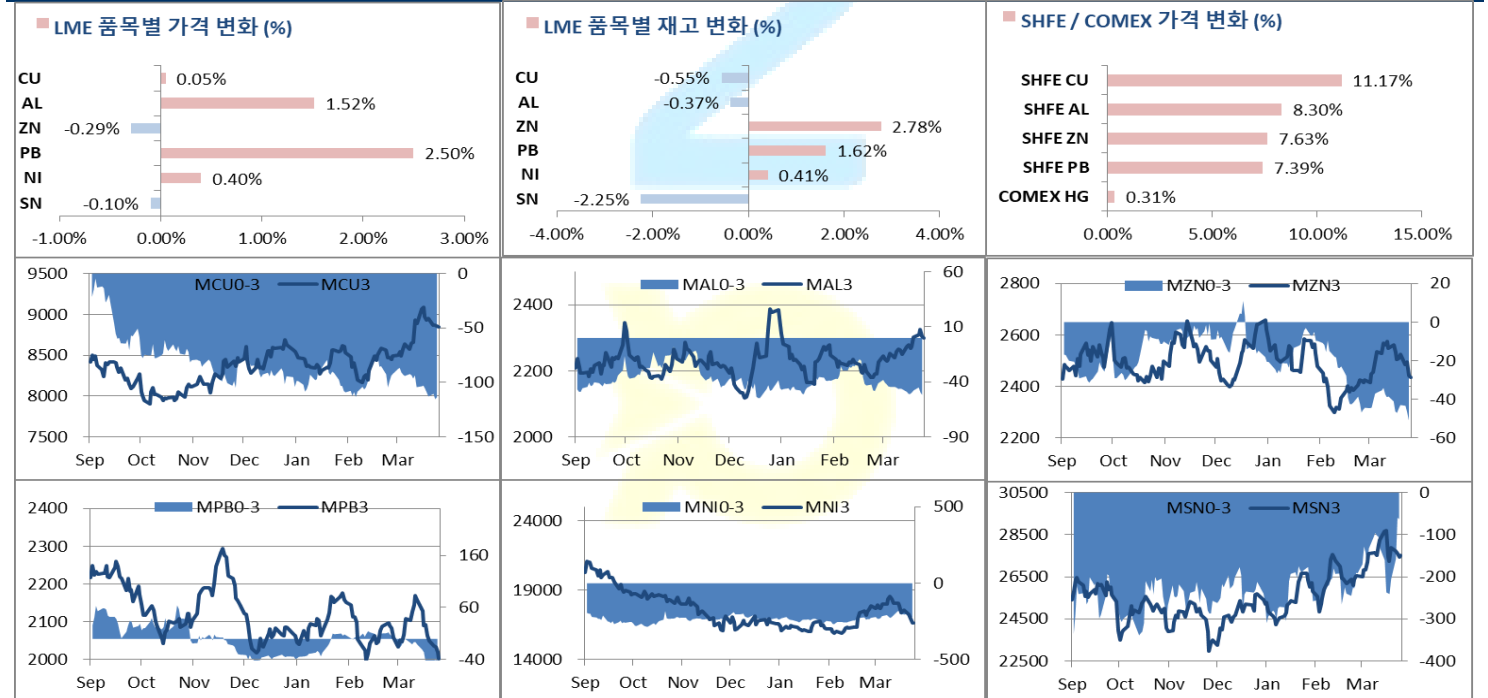 LME 품목별 가격 변화 (%)
CU
0.05%
AL
1.52%
ZN
-0.29%
PB
2.50%
NI
0.40%
SN
-0.10%
-1.00% 0.00% 1.00% 2.00% 3.00%
LME 품목별 재고 변화 (%)
CU
-0.55%
AL
-0.37%
ZN
2.78%
PB
1.62%
NI
0.41%
SN
-2.25%
-4.00% -2.00% 0.00% 2.00% 4.00%
SHFE / COMEX 가격 변화 (%)
SHFE CU
11.17%
SHFE AL
8.30%
SHFE ZN
7.63%
SHFE PB
7.39%
COMEX HG
0.31%
0.00% 5.00% 10.00% 15.00%
MCU0-3 MCU3
9500
9000
8500
8000
7500
0
-50
-100
-150
Sep Oct Nov Dec Jan Feb Mar
MAL0-3 MAL3
2400
2200
2000
60
10
-40
-90
Sep Oct Nov Dec Jan Feb Mar
MZN0-3 MZN3
2800
2600
2400
2200
20
0
-20
-40
-60
Sep Oct Nov Dec Jan Feb Mar
MPB0-3 MPB3
2400
2300
2200
2100
2000
160
60
-40
Sep Oct Nov Dec Jan Feb Mar
MNI0-3 MNI3
24000
19000
14000
500
0
-500
Sep Oct Nov Dec Jan Feb Mar
MSN0-3 MSN3
30500
28500
26500
24500
22500
0
-100
-200
-300
-400
Sep Oct Nov Dec Jan Feb Mar